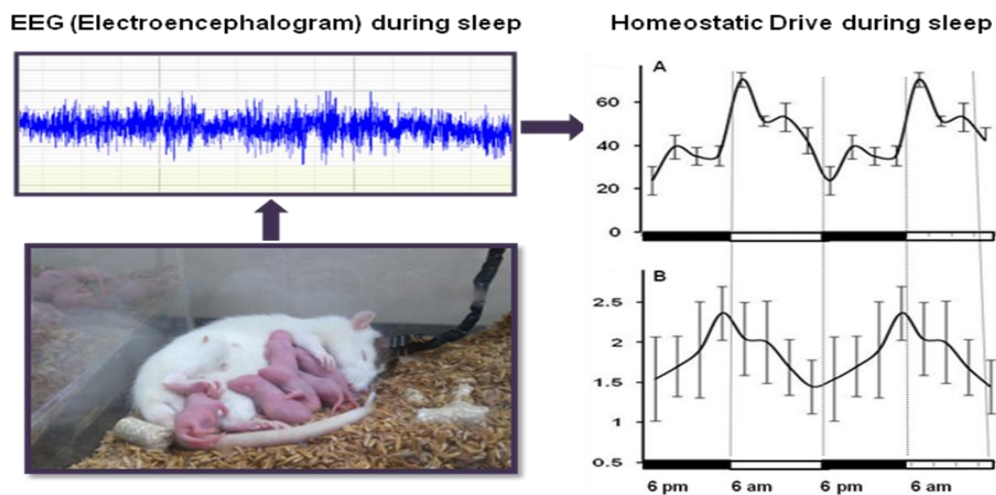 EEG (Electroencephalogram) during sleep
Homeostatic Drive during sleep
A
60
40
20
0
B
2.5
2
1.5
1
0.5
6 pm 6 am 6 pm 6 am